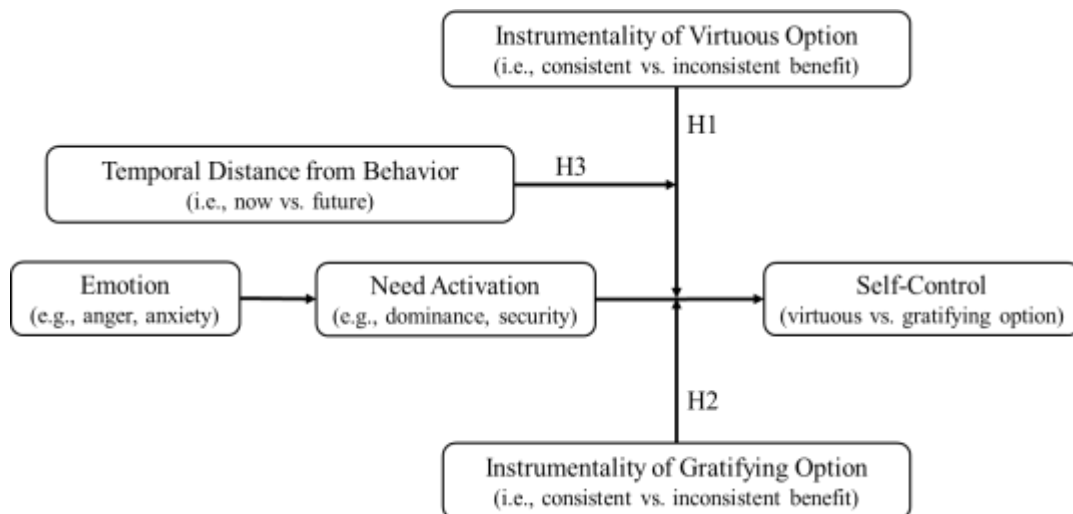 Instrumentality of Virtuous Option
(i.e., consistent vs. inconsistent benefit)
H1
Temporal Distance from Behavior
(i.e., now vs. future)
H3
Emotion
(e.g., anger, anxiety)
Need Activation
(e.g., dominance, security)
Self-Control
(virtuous vs. gratifying option)
H2
Instrumentality of Gratifying Option
(i.e., consistent vs. inconsistent benefit)